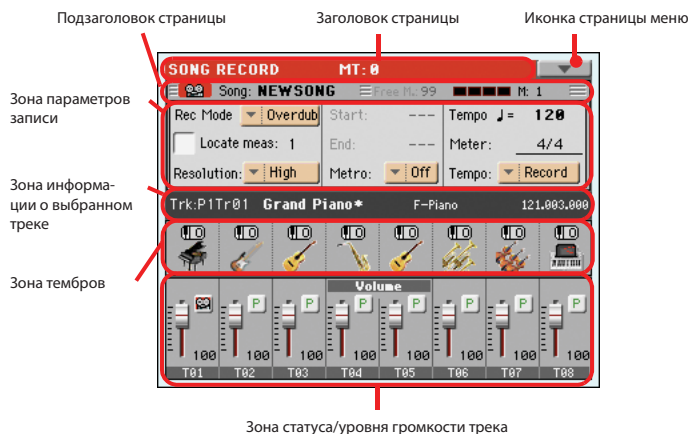 Подзаголовок страницы
Заголовок страницы
Иконка страницы меню
SONG RECORD MT: 0
Song: NEWSONG Free M.: 99 M: 1
Зона параметров
записи
Rec Mode Overdub Start: --- Tempo ♩= 120
Locate meas: 1 End: --- Meter: 4/4
Resolution: High Metro: Off Tempo: Record
Зона информа-
ции о выбранном
треке
Trk:P1Tr01 Grand Piano* F-Piano 121.003.000
Зона тембров
Volume
P P P P P P P
100 100 100 100 100 100 100 100
T01 T02 T03 T04 T05 T06 T07 T08
Зона статуса/уровня громкости трека